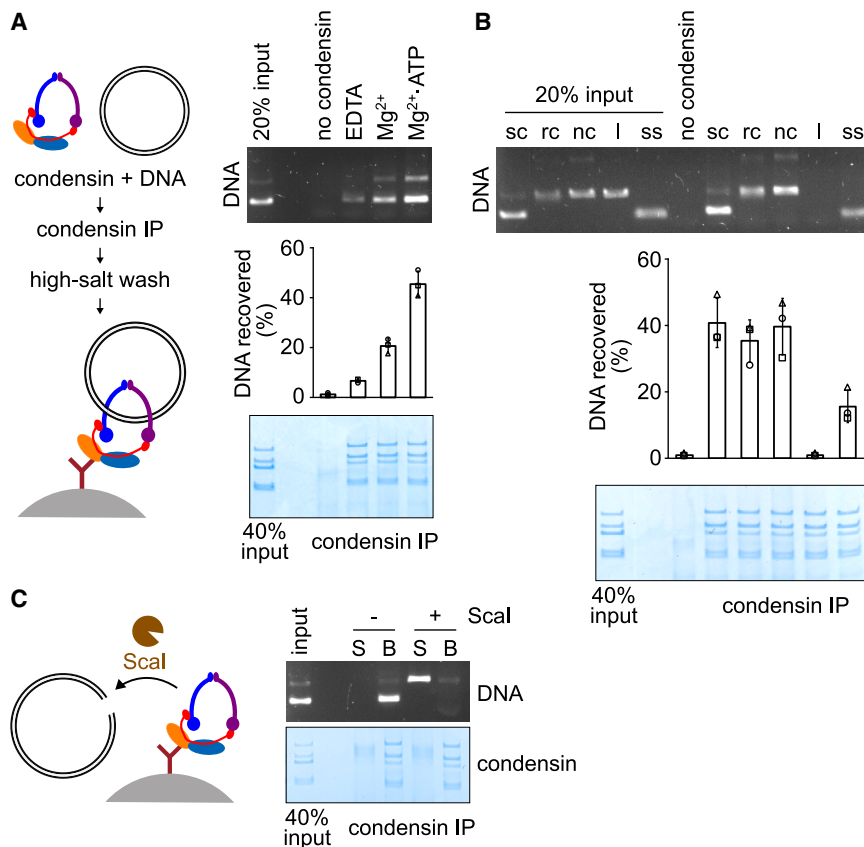 A
condensin + DNA
condensin IP
high-salt wash
20% input
no condensin
EDTA
Mg²⁺
Mg²⁺·ATP
DNA
DNA recovered
(%)
60
40
20
0
40%
input
condensin IP
B
20% input
no condensin
sc rc nc l ss sc rc nc l ss
DNA
DNA recovered
(%)
60
40
20
0
40%
input
condensin IP
C
ScaI
input
- + ScaI
S B S B
DNA
condensin
40%
input
condensin IP